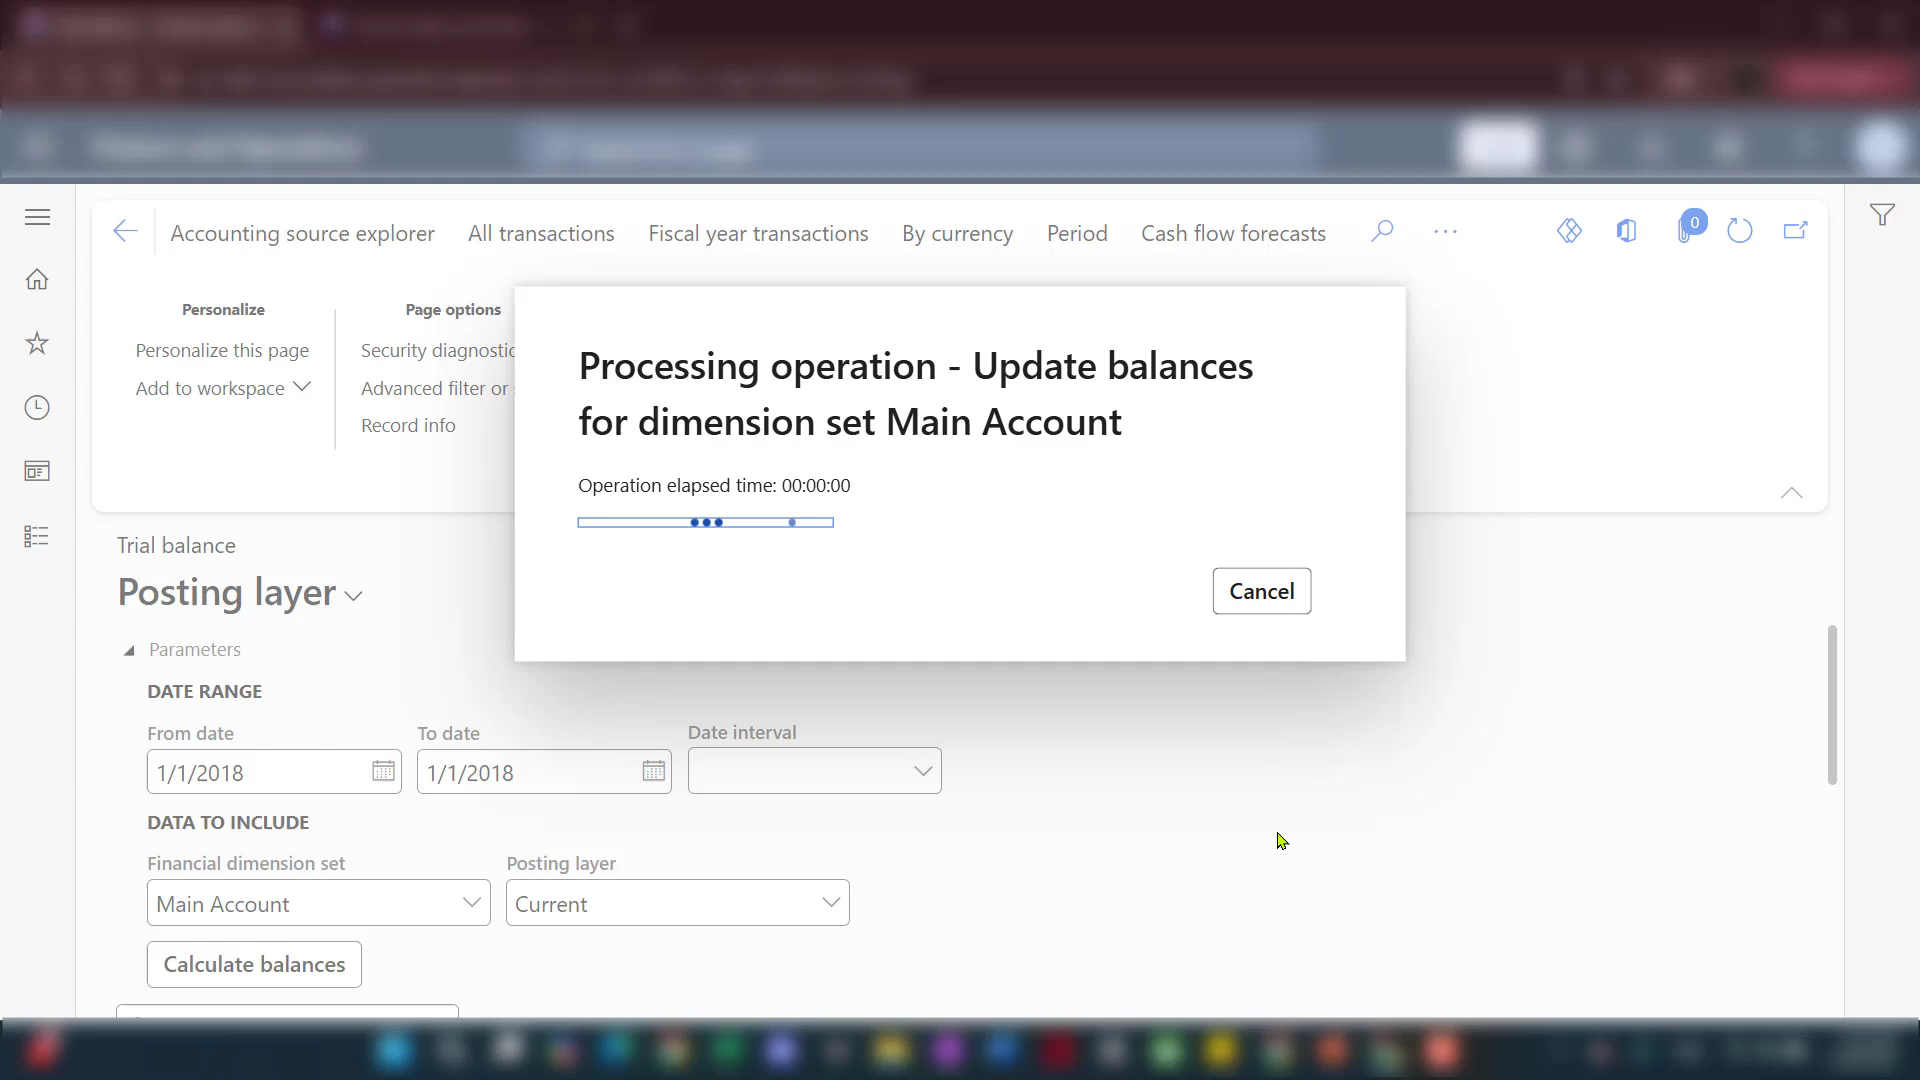 Accounting source explorer All transactions Fiscal year transactions By currency Period Cash flow forecasts ... 0
Personalize
Personalize this page
Add to workspace
Page options
Security diagnostic
Advanced filter or
Record info
Processing operation - Update balances
for dimension set Main Account
Operation elapsed time: 00:00:00
Cancel
Trial balance
Posting layer
Parameters
DATE RANGE
From date To date Date interval
1/1/2018 1/1/2018
DATA TO INCLUDE
Financial dimension set Posting layer
Main Account Current
Calculate balances